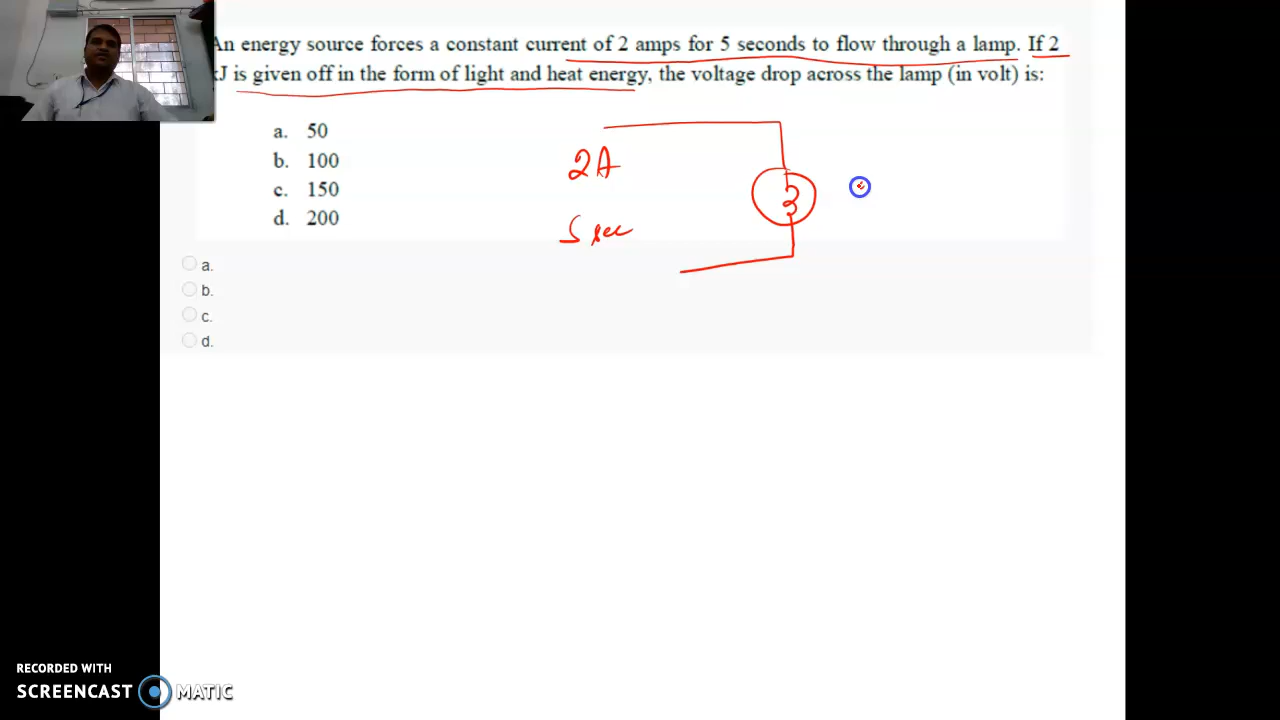 An energy source forces a constant current of 2 amps for 5 seconds to flow through a lamp. If 2
kJ is given off in the form of light and heat energy, the voltage drop across the lamp (in volt) is:
a. 50
b. 100
c. 150
d. 200
2A
5 sec
a.
b.
c.
d.
RECORDED WITH
SCREENCAST MATIC